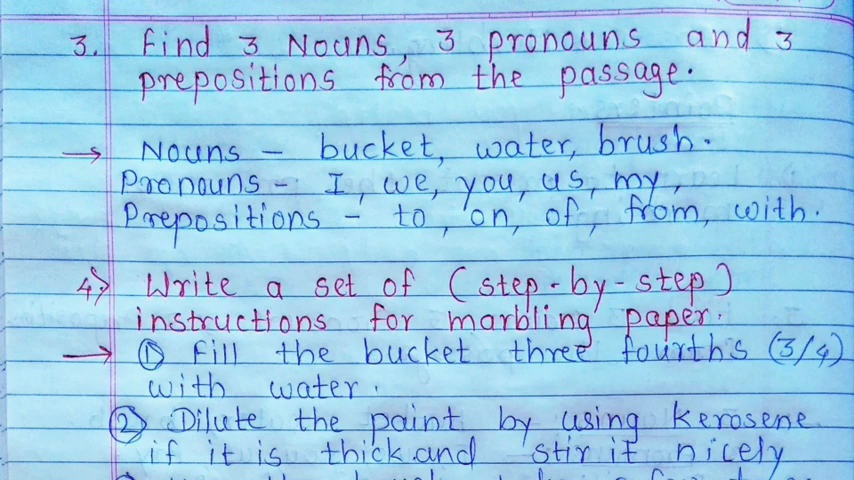 3. Find 3 Nouns, 3 pronouns and 3
prepositions from the passage.
→ Nouns - bucket, water, brush.
Pronouns - I, we, you, us, my,
Prepositions - to, on, of, from, with.
4) Write a set of (step-by-step)
instructions for marbling paper.
→ ① Fill the bucket three fourths (3/4)
with water.
② Dilute the paint by using kerosene
if it is thick.and stir it nicely